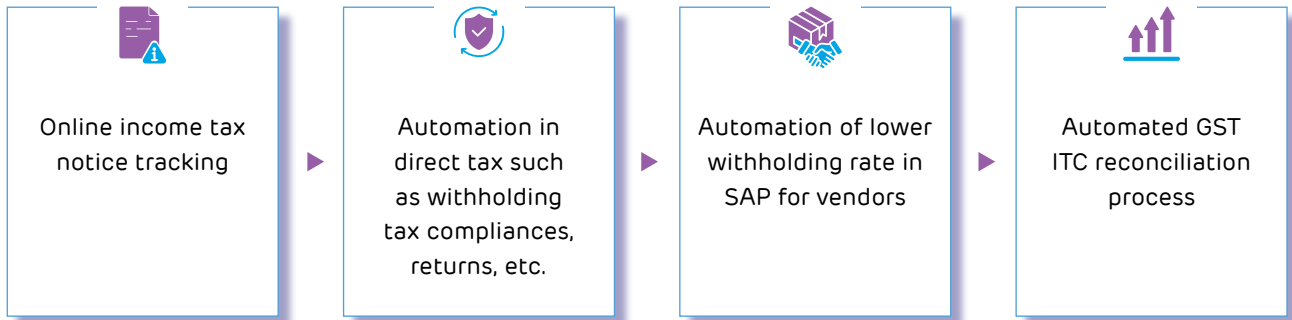 Online income tax
notice tracking
Automation in
direct tax such
as withholding
tax compliances,
returns, etc.
Automation of lower
withholding rate in
SAP for vendors
Automated GST
ITC reconciliation
process